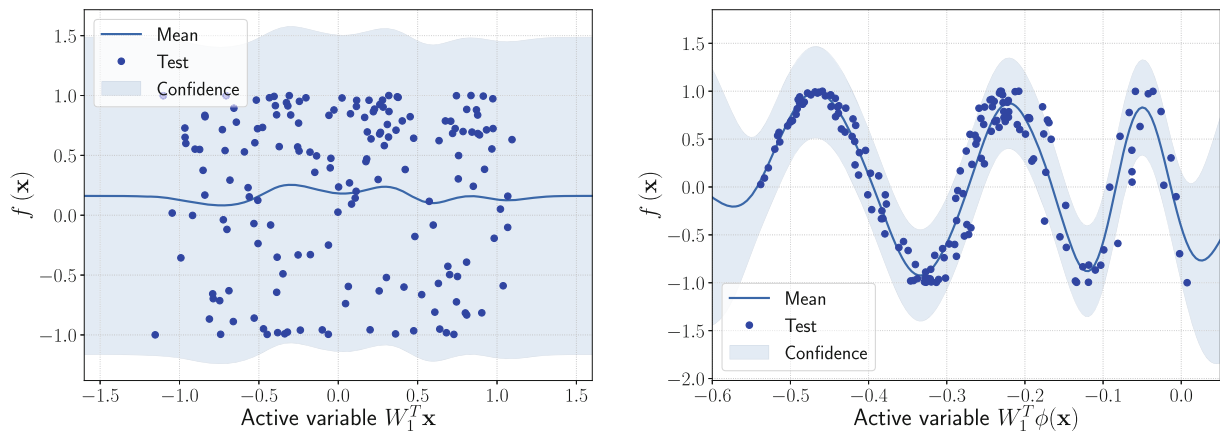 1.5
1.0
0.5
0.0
−0.5
−1.0
f (x)
Mean
Test
Confidence
−1.5 −1.0 −0.5 0.0 0.5 1.0 1.5
Active variable W₁ᵀx
1.5
1.0
0.5
0.0
−0.5
−1.0
−1.5
−2.0
f (x)
Mean
Test
Confidence
−0.6 −0.5 −0.4 −0.3 −0.2 −0.1 0.0
Active variable W₁ᵀϕ(x)